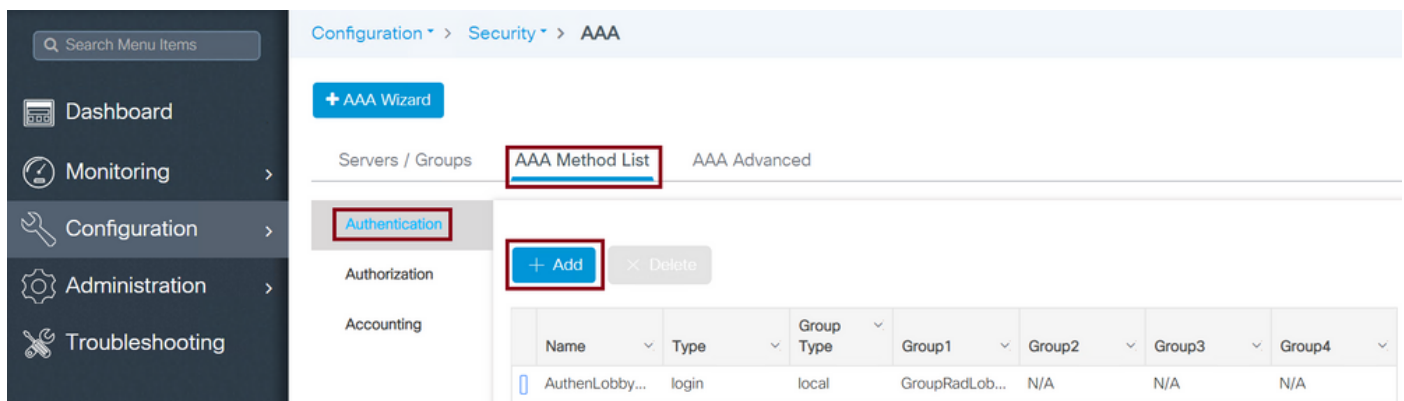 Search Menu Items
Dashboard
Monitoring
Configuration
Administration
Troubleshooting
Configuration > Security > AAA
+ AAA Wizard
Servers / Groups AAA Method List AAA Advanced
Authentication
Authorization
Accounting
+ Add × Delete
Name Type Group Type Group1 Group2 Group3 Group4
AuthenLobby... login local GroupRadLob... N/A N/A N/A